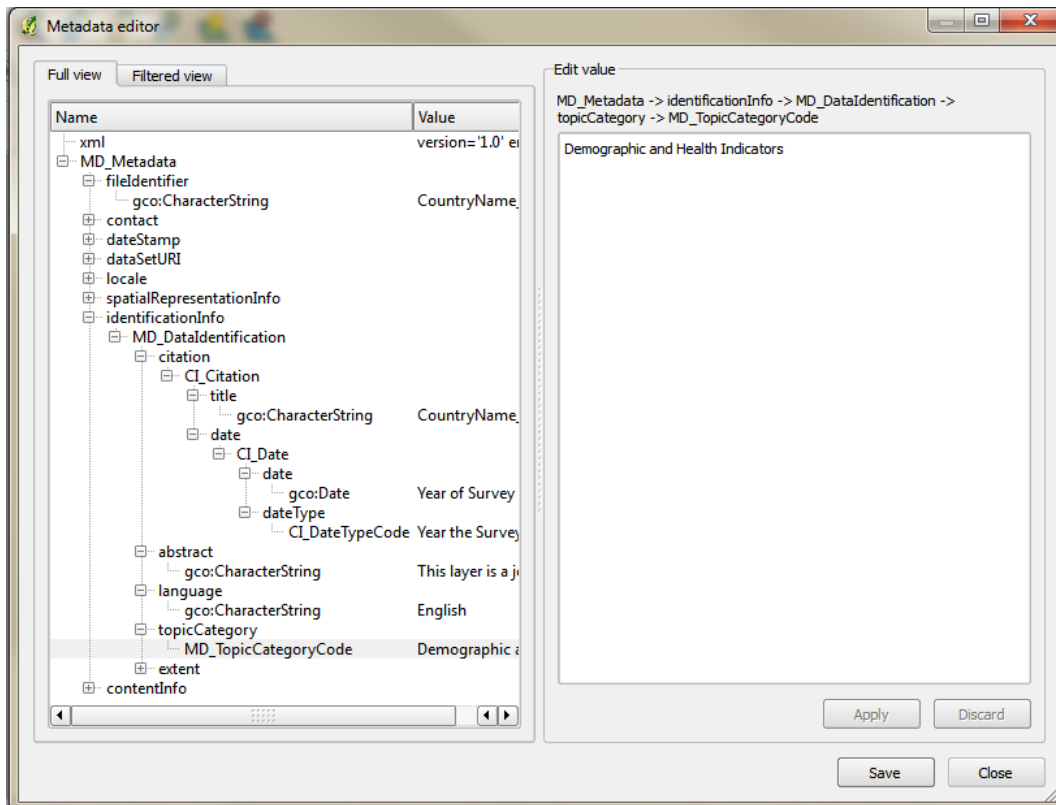 Metadata editor
Full view
Filtered view
Name Value
xml version='1.0' e
MD_Metadata
fileIdentifier
gco:CharacterString CountryName_
contact
dateStamp
dataSetURI
locale
spatialRepresentationInfo
identificationInfo
MD_DataIdentification
citation
CI_Citation
title
gco:CharacterString CountryName_
date
CI_Date
date
gco:Date Year of Survey
dateType
CI_DateTypeCode Year the Survey
abstract
gco:CharacterString This layer is a j
language
gco:CharacterString English
topicCategory
MD_TopicCategoryCode Demographic a
extent
contentInfo
Edit value
MD_Metadata -> identificationInfo -> MD_DataIdentification ->
topicCategory -> MD_TopicCategoryCode
Demographic and Health Indicators
Apply Discard
Save Close